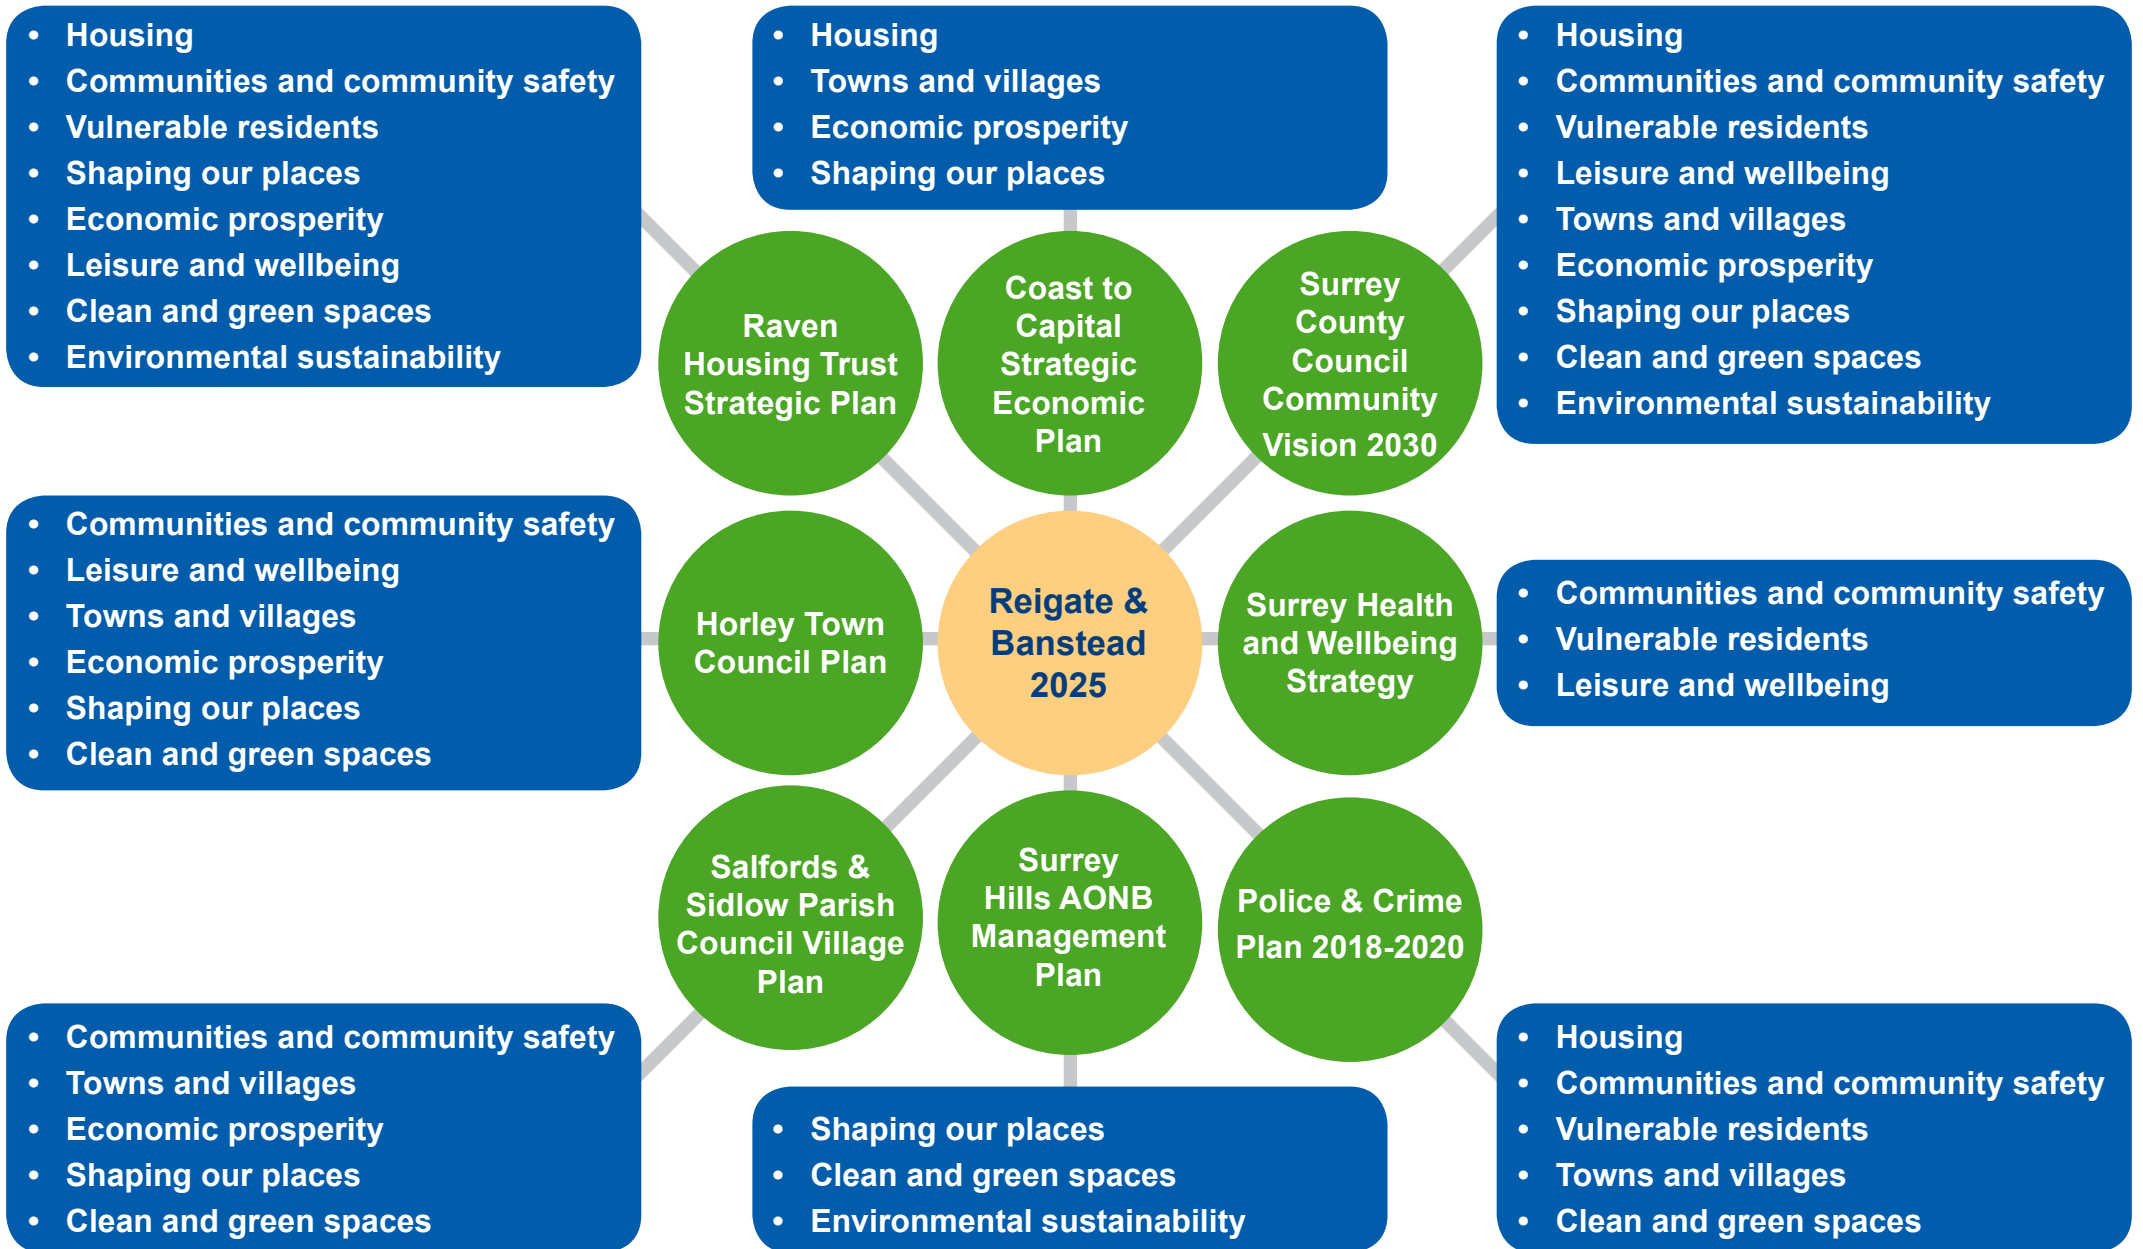 • Housing
• Communities and community safety
• Vulnerable residents
• Shaping our places
• Economic prosperity
• Leisure and wellbeing
• Clean and green spaces
• Environmental sustainability
• Housing
• Towns and villages
• Economic prosperity
• Shaping our places
• Housing
• Communities and community safety
• Vulnerable residents
• Leisure and wellbeing
• Towns and villages
• Economic prosperity
• Shaping our places
• Clean and green spaces
• Environmental sustainability
Raven
Housing Trust
Strategic Plan
Coast to
Capital
Strategic
Economic
Plan
Surrey
County
Council
Community
Vision 2030
• Communities and community safety
• Leisure and wellbeing
• Towns and villages
• Economic prosperity
• Shaping our places
• Clean and green spaces
Horley Town
Council Plan
Reigate &
Banstead
2025
Surrey Health
and Wellbeing
Strategy
• Communities and community safety
• Vulnerable residents
• Leisure and wellbeing
Salfords &
Sidlow Parish
Council Village
Plan
Surrey
Hills AONB
Management
Plan
Police & Crime
Plan 2018-2020
• Communities and community safety
• Towns and villages
• Economic prosperity
• Shaping our places
• Clean and green spaces
• Shaping our places
• Clean and green spaces
• Environmental sustainability
• Housing
• Communities and community safety
• Vulnerable residents
• Towns and villages
• Clean and green spaces